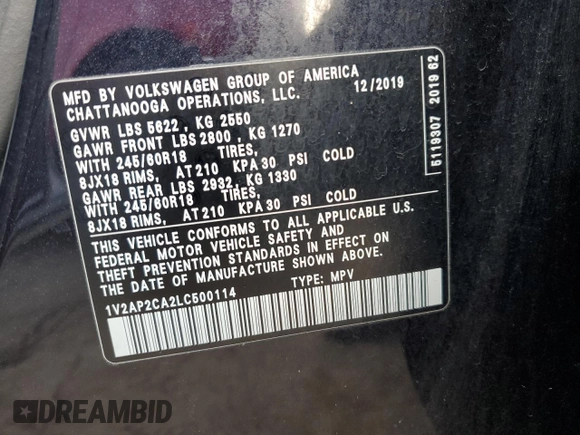 MFD BY VOLKSWAGEN GROUP OF AMERICA
CHATTANOOGA OPERATIONS, LLC. 12/2019
GVWR LBS 5622 , KG 2550
GAWR FRONT LBS 2800 , KG 1270
WITH 245/60R18 TIRES,
8JX18 RIMS, AT 210 KPA 30 PSI COLD
GAWR REAR LBS 2932, KG 1330
WITH 245/60R18 TIRES,
8JX18 RIMS, AT 210 KPA 30 PSI COLD
THIS VEHICLE CONFORMS TO ALL APPLICABLE U.S.
FEDERAL MOTOR VEHICLE SAFETY AND
THEFT PREVENTION STANDARDS IN EFFECT ON
THE DATE OF MANUFACTURE SHOWN ABOVE.
1V2AP2CA2LC500114 TYPE: MPV
5119307 2019 62
DREAMBID